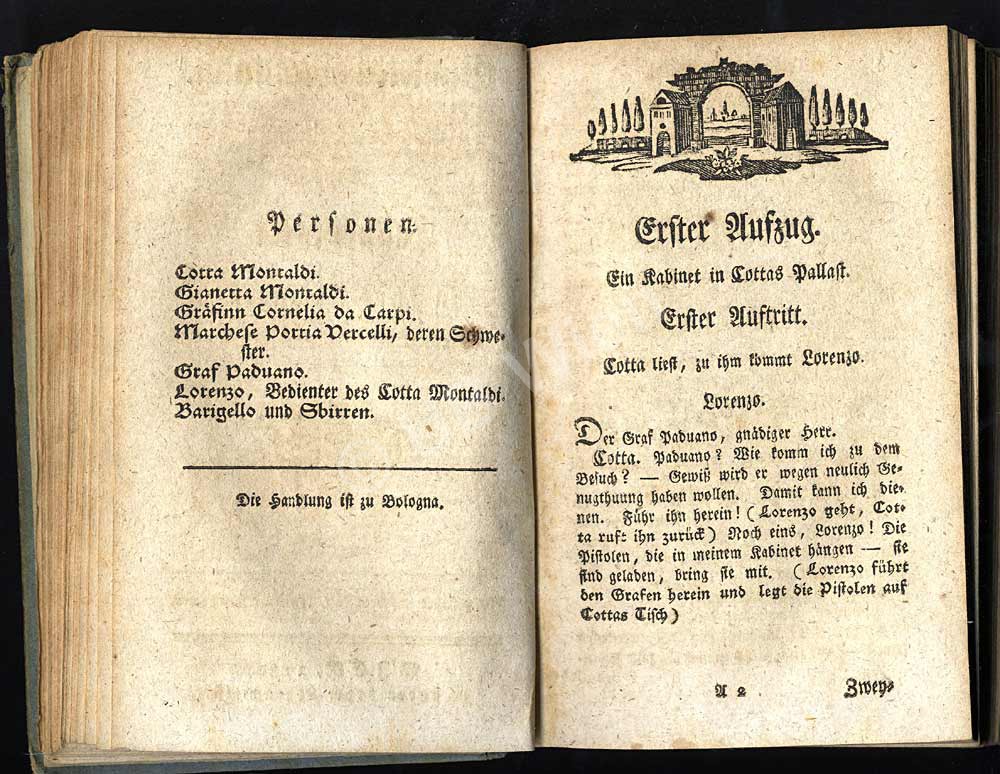 Personen.
Cotta Montaldi.
Gianetta Montaldi.
Gräfinn Cornelia da Carpi.
Marchese Portia Vercelli, deren Schwe-
ster.
Graf Paduano.
Lorenzo, Bedienter des Cotta Montaldi.
Barigello und Sbirren.
Die Handlung ist zu Bologna.
Erster Aufzug.
Ein Kabinet in Cottas Pallast.
Erster Auftritt.
Cotta liest, zu ihm kommt Lorenzo.
Lorenzo.
Der Graf Paduano, gnädiger Herr.
Cotta. Paduano? Wie komm ich zu dem
Besuch? — Gewiß wird er wegen neulich Ge-
nugthuung haben wollen. Damit kann ich die-
nen. Führ ihn herein! (Lorenzo geht, Cot-
ta ruft ihn zurück) Noch eins, Lorenzo! Die
Pistolen, die in meinem Kabinet hängen — sie
sind geladen, bring sie mit. (Lorenzo führt
den Grafen herein und legt die Pistolen auf
Cottas Tisch)
A 2
Zwey-